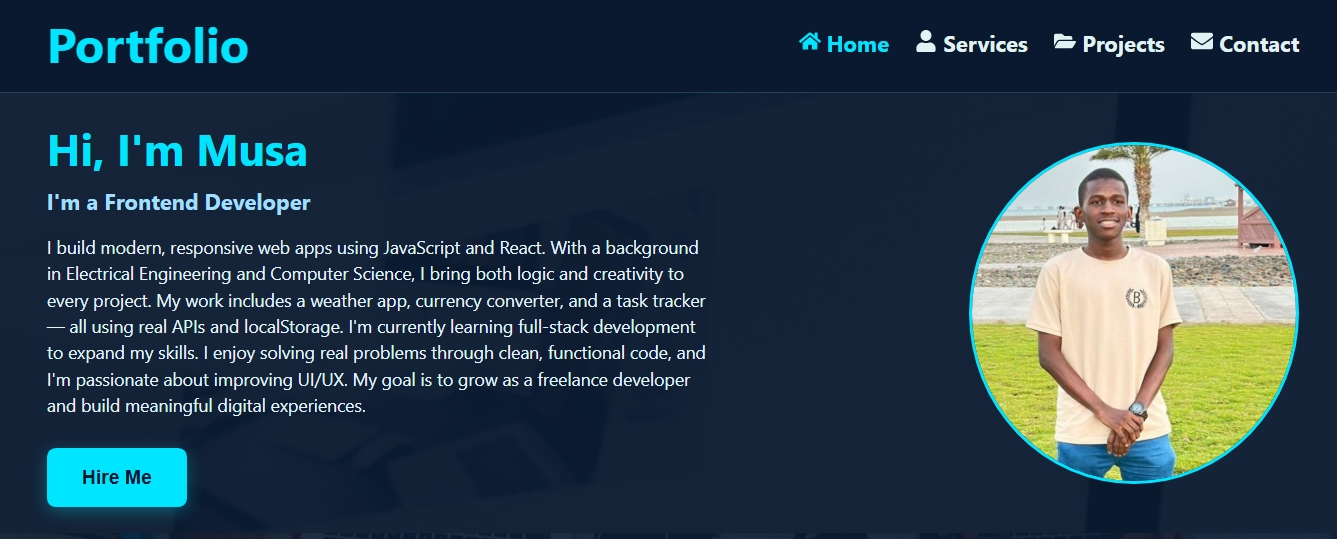 Portfolio
Home Services Projects Contact
Hi, I'm Musa
I'm a Frontend Developer
I build modern, responsive web apps using JavaScript and React. With a background
in Electrical Engineering and Computer Science, I bring both logic and creativity to
every project. My work includes a weather app, currency converter, and a task tracker
— all using real APIs and localStorage. I'm currently learning full-stack development
to expand my skills. I enjoy solving real problems through clean, functional code, and
I'm passionate about improving UI/UX. My goal is to grow as a freelance developer
and build meaningful digital experiences.
Hire Me
B